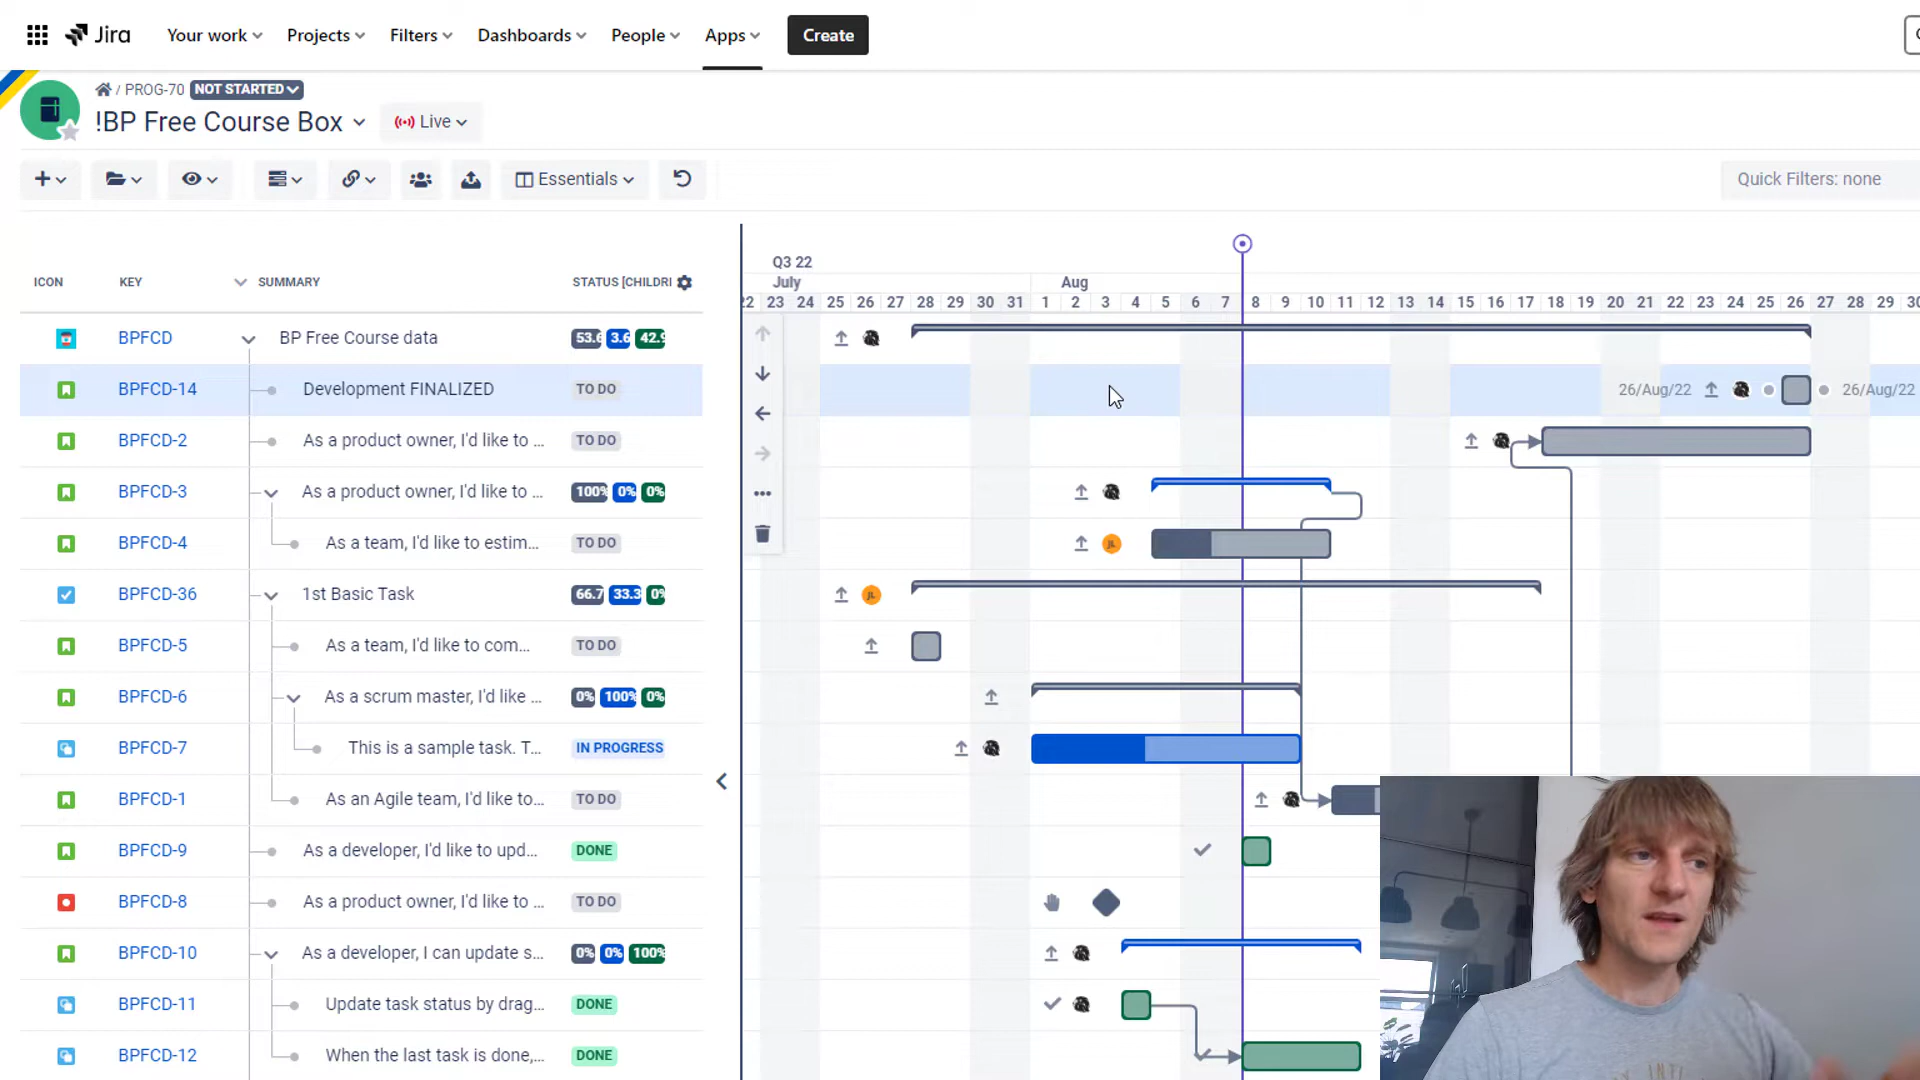 Jira Your work Projects Filters Dashboards People Apps Create
/ PROG-70 NOT STARTED
!BP Free Course Box Live
Essentials Quick Filters: none
Q3 22
July Aug
ICON KEY SUMMARY STATUS [CHILDRI
22 23 24 25 26 27 28 29 30 31 1 2 3 4 5 6 7 8 9 10 11 12 13 14 15 16 17 18 19 20 21 22 23 24 25 26 27 28 29 30
BPFCD BP Free Course data 53.6 3.6 42.9
BPFCD-14 Development FINALIZED TO DO 26/Aug/22 26/Aug/22
BPFCD-2 As a product owner, I'd like to ... TO DO
BPFCD-3 As a product owner, I'd like to ... 100% 0% 0%
BPFCD-4 As a team, I'd like to estim... TO DO JL
BPFCD-36 1st Basic Task 66.7 33.3 0% JL
BPFCD-5 As a team, I'd like to com... TO DO
BPFCD-6 As a scrum master, I'd like ... 0% 100% 0%
BPFCD-7 This is a sample task. T... IN PROGRESS
BPFCD-1 As an Agile team, I'd like to... TO DO
BPFCD-9 As a developer, I'd like to upd... DONE
BPFCD-8 As a product owner, I'd like to ... TO DO
BPFCD-10 As a developer, I can update s... 0% 0% 100%
BPFCD-11 Update task status by drag... DONE
BPFCD-12 When the last task is done,... DONE